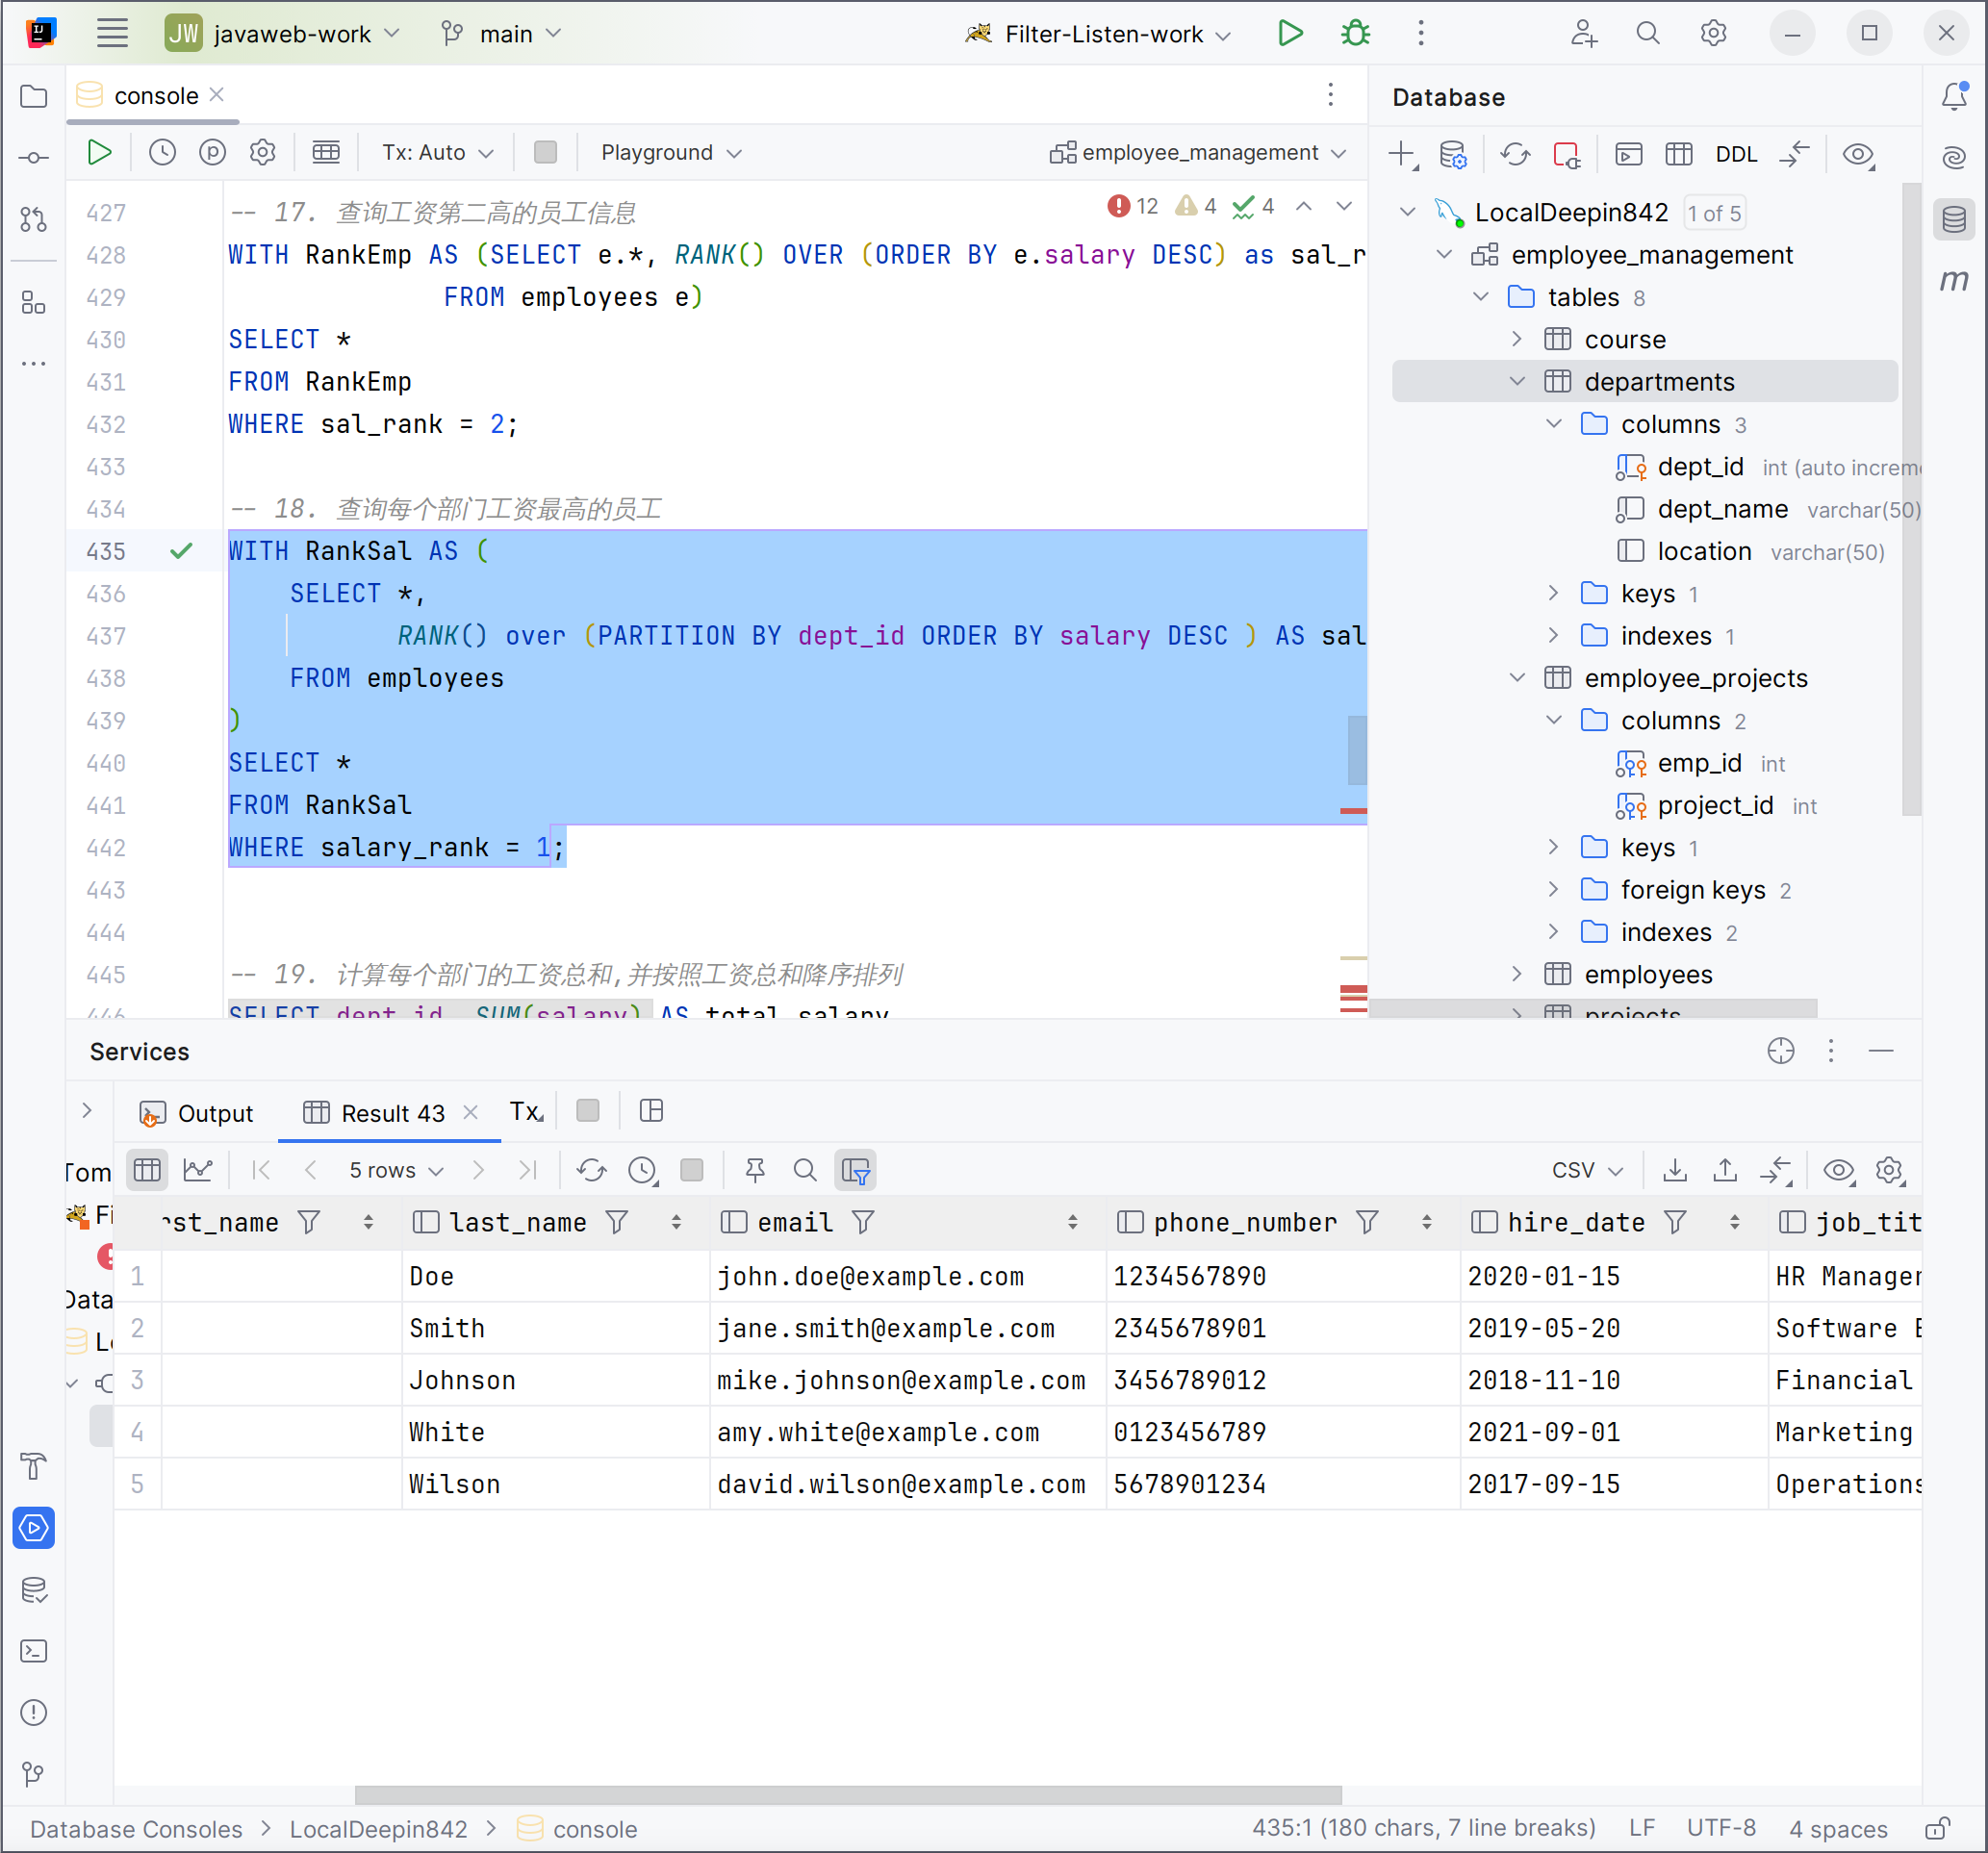 JW javaweb-work main Filter-Listen-work
console
Tx: Auto Playground employee_management
12 4 4
427 -- 17. 查询工资第二高的员工信息
428 WITH RankEmp AS (SELECT e.*, RANK() OVER (ORDER BY e.salary DESC) as sal_r
429 FROM employees e)
430 SELECT *
431 FROM RankEmp
432 WHERE sal_rank = 2;
433
434 -- 18. 查询每个部门工资最高的员工
435 WITH RankSal AS (
436 SELECT *,
437 RANK() over (PARTITION BY dept_id ORDER BY salary DESC ) AS sal
438 FROM employees
439 )
440 SELECT *
441 FROM RankSal
442 WHERE salary_rank = 1;
443
444
445 -- 19. 计算每个部门的工资总和,并按照工资总和降序排列
446 SELECT dept_id, SUM(salary) AS total_salary
Database
DDL
LocalDeepin842 1 of 5
employee_management
tables 8
course
departments
columns 3
dept_id int (auto increm
dept_name varchar(50)
location varchar(50)
keys 1
indexes 1
employee_projects
columns 2
emp_id int
project_id int
keys 1
foreign keys 2
indexes 2
employees
projects
m
Services
Output Result 43 Tx
5 rows CSV
Tom
Fi
Data
Lo
rst_name last_name email phone_number hire_date job_tit
1 Doe john.doe@example.com 1234567890 2020-01-15 HR Manager
2 Smith jane.smith@example.com 2345678901 2019-05-20 Software E
3 Johnson mike.johnson@example.com 3456789012 2018-11-10 Financial
4 White amy.white@example.com 0123456789 2021-09-01 Marketing
5 Wilson david.wilson@example.com 5678901234 2017-09-15 Operations
Database Consoles > LocalDeepin842 > console 435:1 (180 chars, 7 line breaks) LF UTF-8 4 spaces